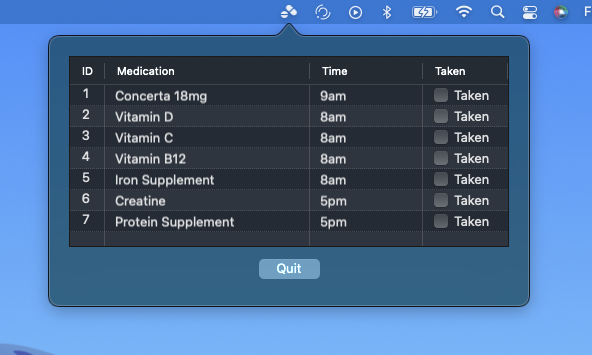 F
ID Medication Time Taken
1 Concerta 18mg 9am Taken
2 Vitamin D 8am Taken
3 Vitamin C 8am Taken
4 Vitamin B12 8am Taken
5 Iron Supplement 8am Taken
6 Creatine 5pm Taken
7 Protein Supplement 5pm Taken
Quit